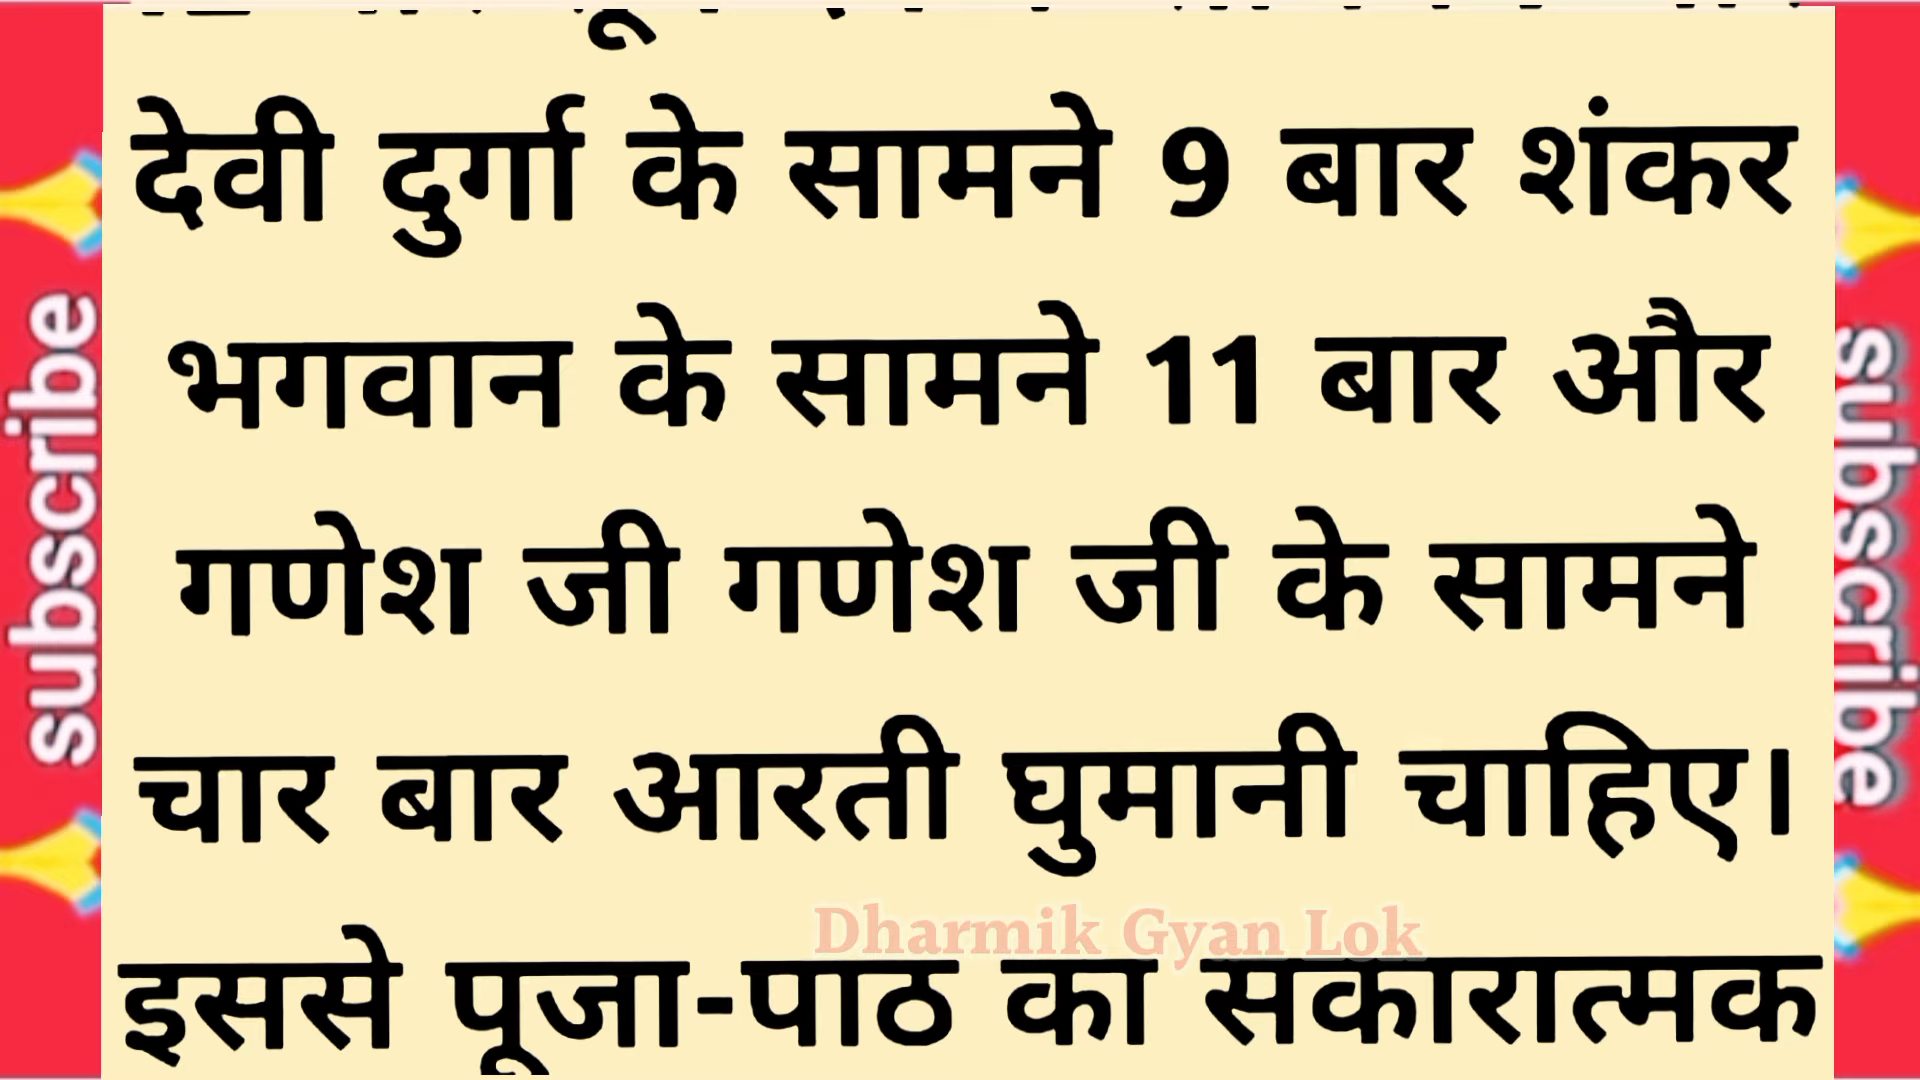 subscribe
देवी दुर्गा के सामने 9 बार शंकर
भगवान के सामने 11 बार और
गणेश जी गणेश जी के सामने
चार बार आरती घुमानी चाहिए।
Dharmik Gyan Lok
इससे पूजा-पाठ का सकारात्मक
subscribe